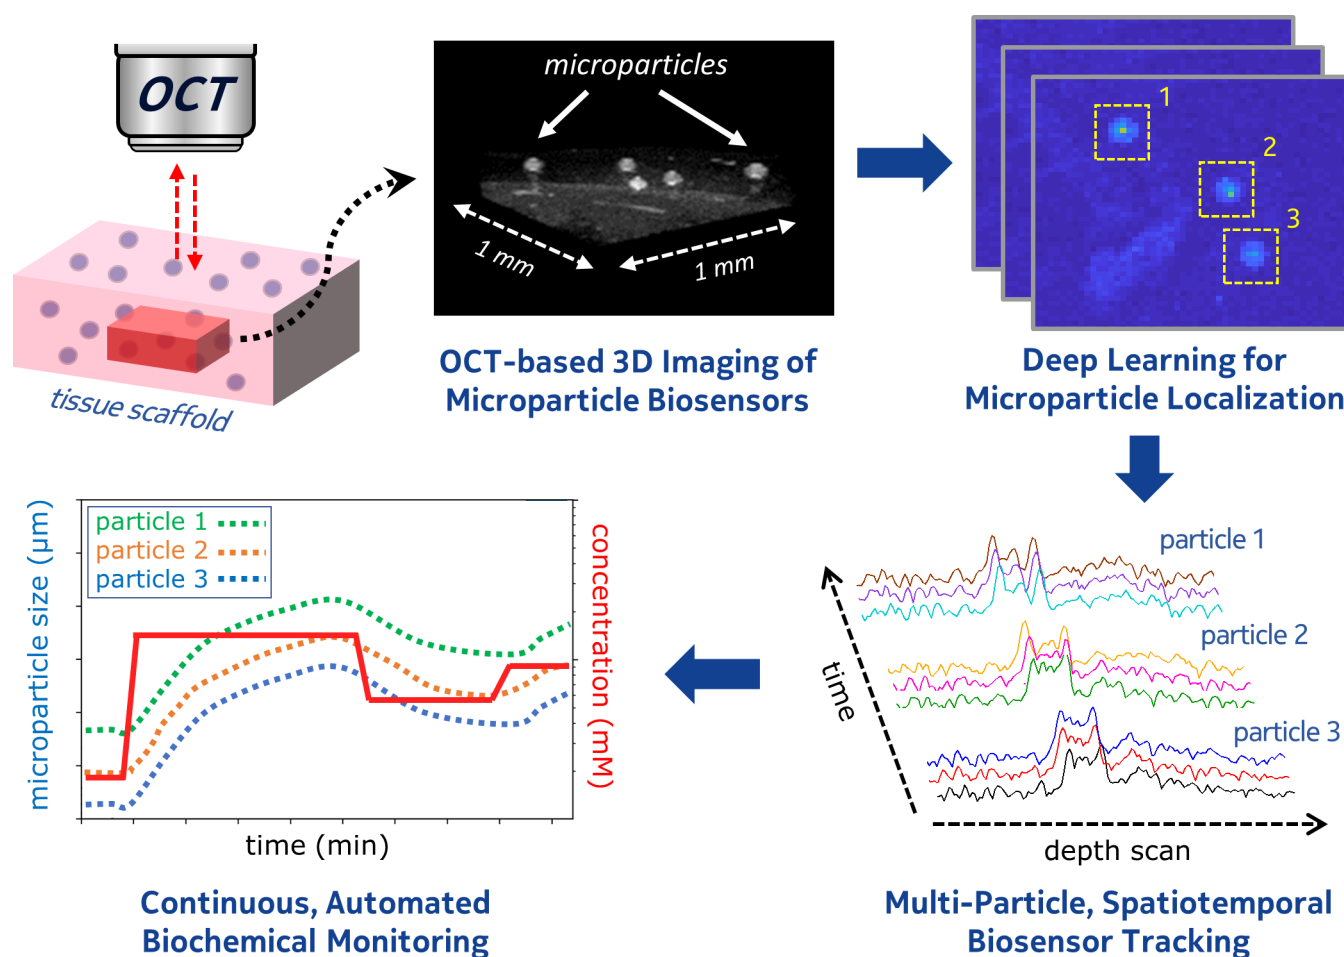 OCT
tissue scaffold
microparticles
1 mm
1 mm
OCT-based 3D Imaging of
Microparticle Biosensors
1
2
3
Deep Learning for
Microparticle Localization
particle 1
particle 2
particle 3
time
depth scan
Multi-Particle, Spatiotemporal
Biosensor Tracking
microparticle size (μm)
particle 1
particle 2
particle 3
concentration (mM)
time (min)
Continuous, Automated
Biochemical Monitoring